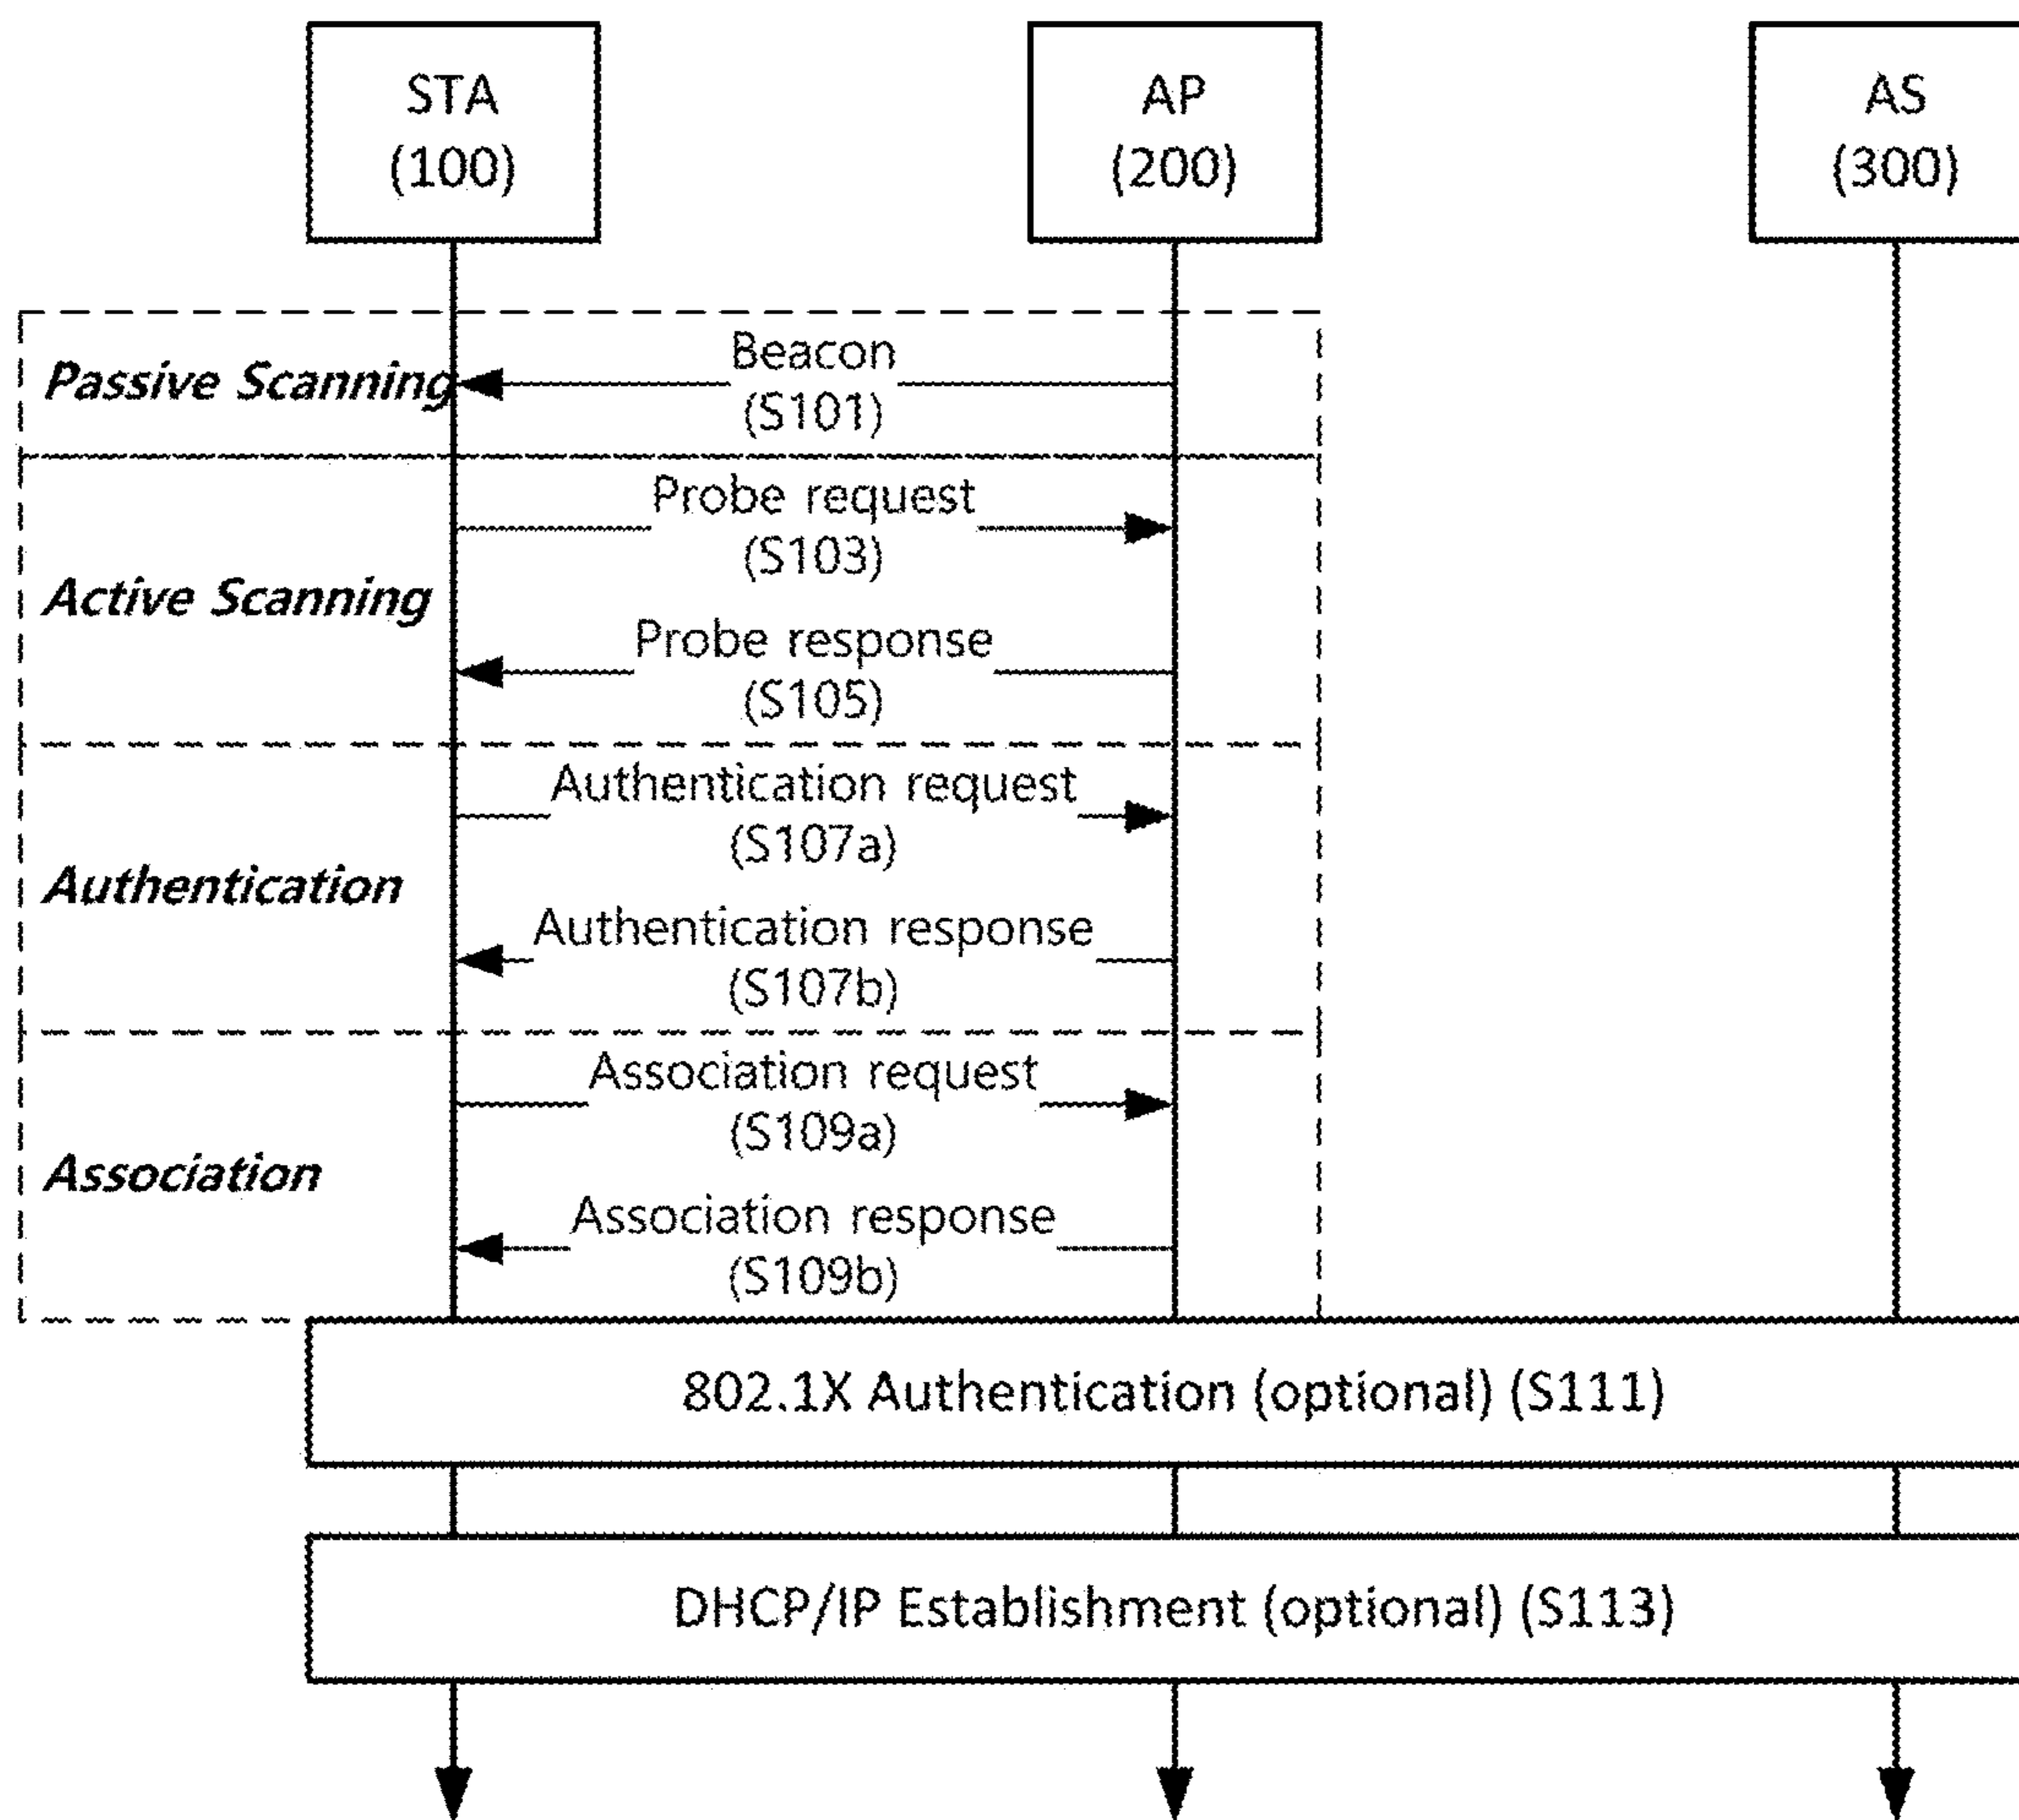 STA
(100)
AP
(200)
AS
(300)
Passive Scanning
Beacon
(S101)
Active Scanning
Probe request
(S103)
Probe response
(S105)
Authentication
Authentication request
(S107a)
Authentication response
(S107b)
Association
Association request
(S109a)
Association response
(S109b)
802.1X Authentication (optional) (S111)
DHCP/IP Establishment (optional) (S113)